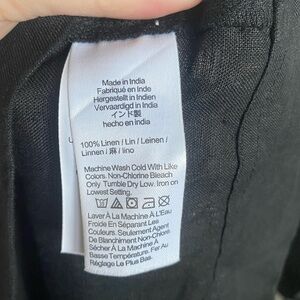 Made in India
Fabriqué en Inde
Hergestellt in Indien
Vervaardigd in India
インド製
hecho en India
100% Linen / Lin / Leinen /
Linnen / 麻 / lino
Machine Wash Cold With Like
Colors. Non-Chlorine Bleach
Only. Tumble Dry Low. Iron on
Lowest Setting.
Laver À La Machine À L'Eau
Froide En Séparant Les
Couleurs. Seulement Agent
De Blanchiment Non-Chloré.
Sécher À La Machine À
Basse Température. Fer Au
Réglage Le Plus Bas.